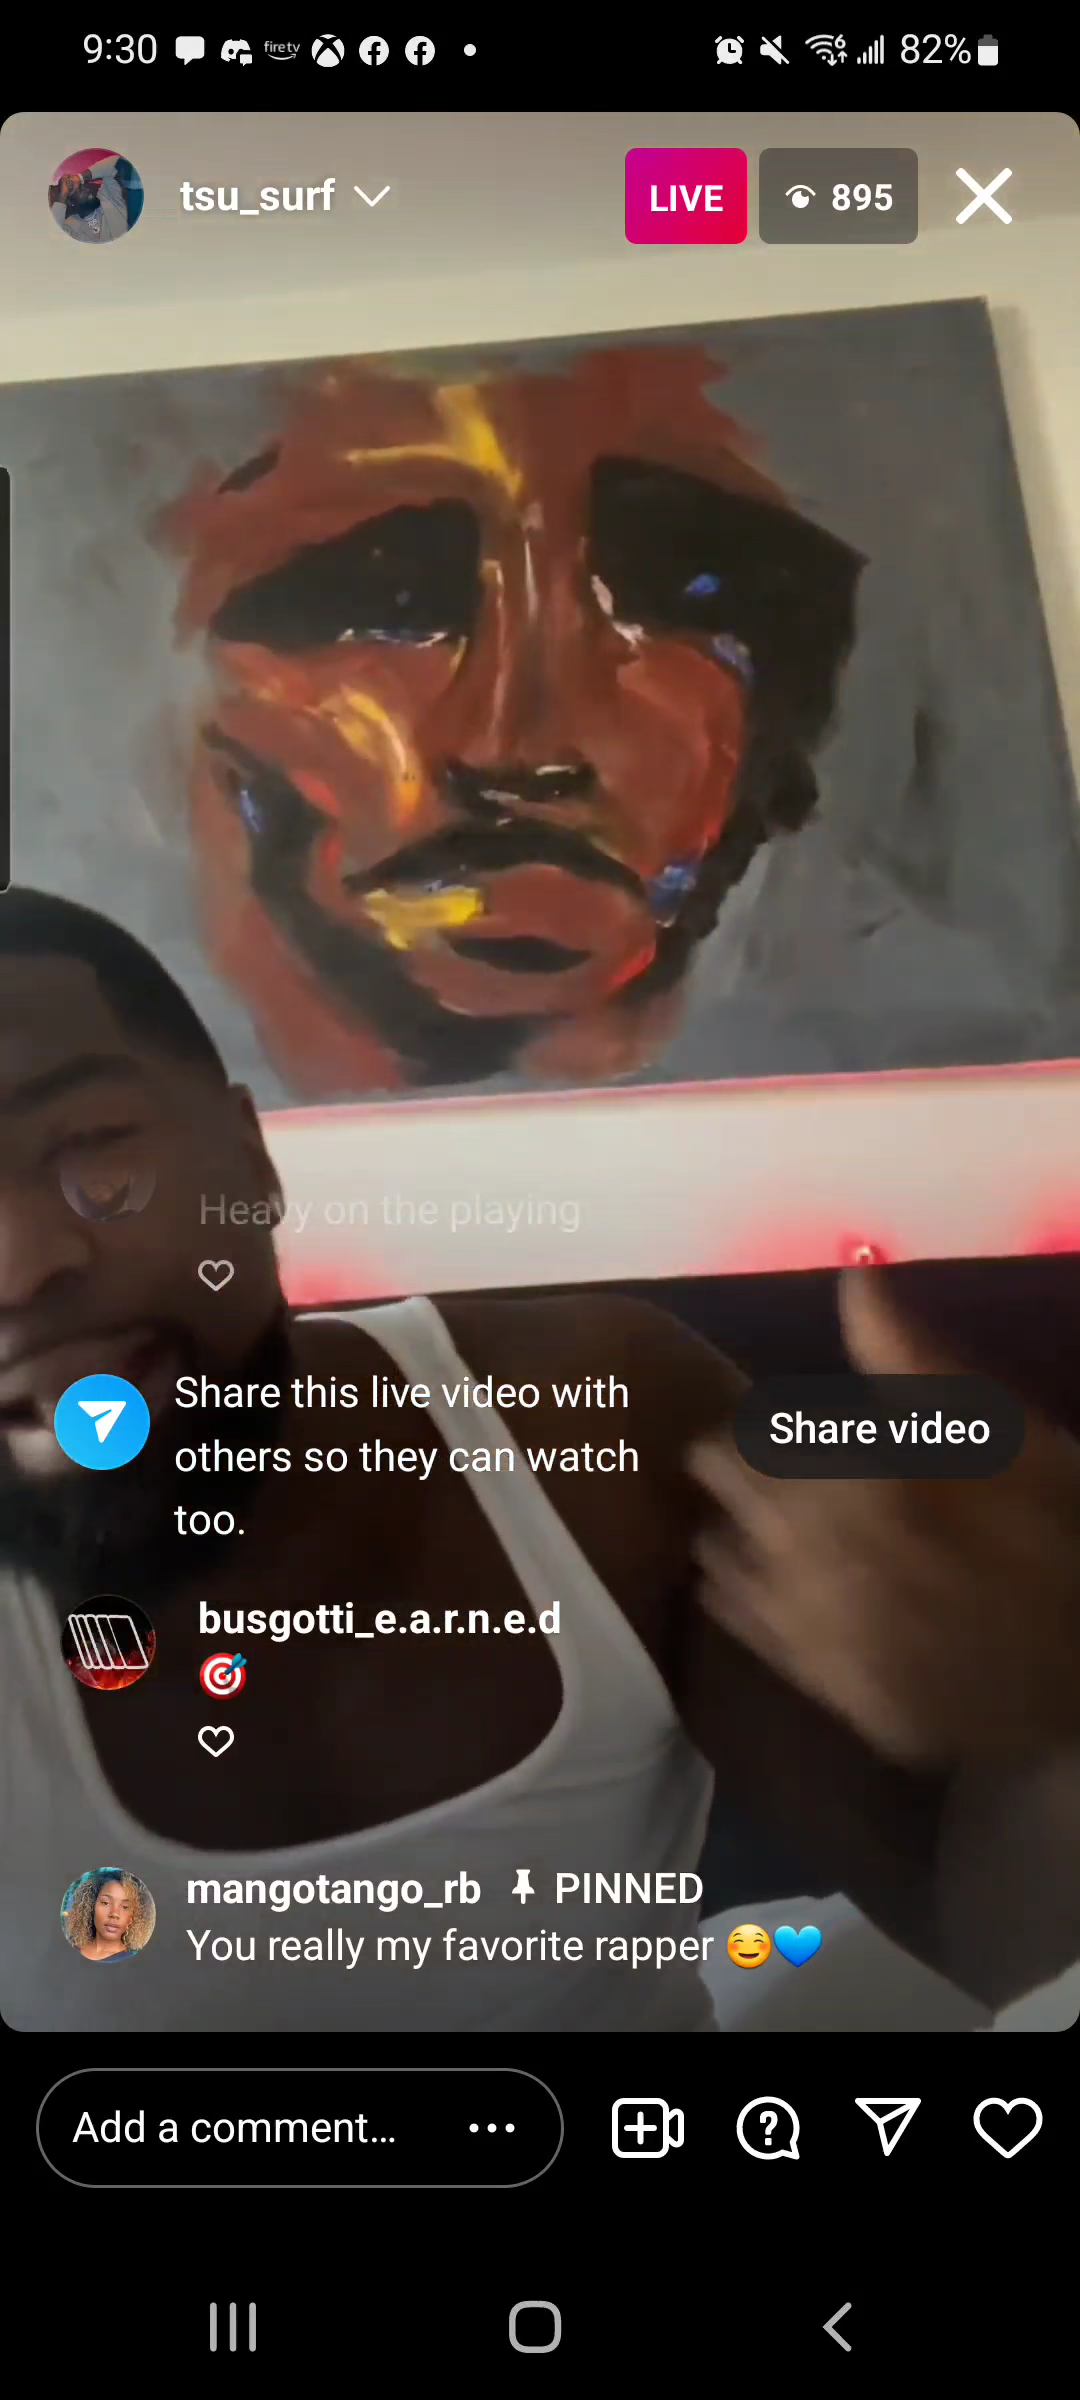 9:30 firetv 82%
tsu_surf LIVE 895
Heavy on the playing
Share this live video with
others so they can watch
too.
Share video
busgotti_e.a.r.n.e.d
🎯
mangotango_rb PINNED
You really my favorite rapper ☺️💙
Add a comment...